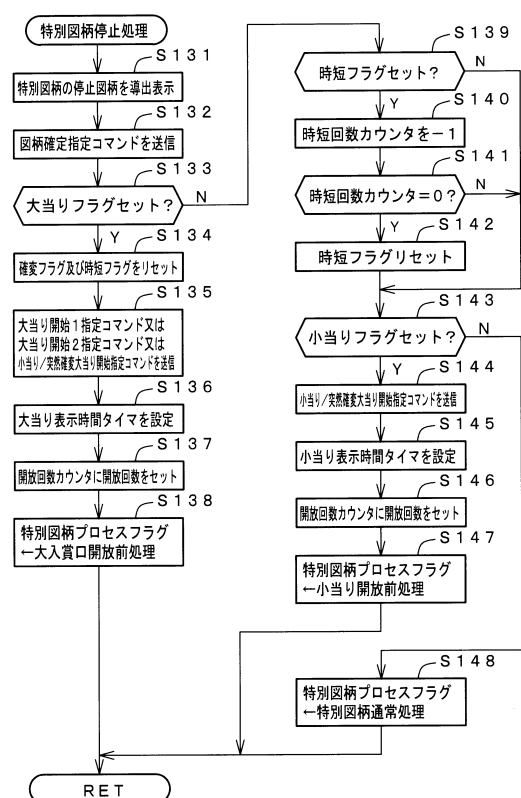 特別図柄停止処理
S131
特別図柄の停止図柄を導出表示
S132
図柄確定指定コマンドを送信
S133
大当りフラグセット？
N
Y
S134
確変フラグ及び時短フラグをリセット
S135
大当り開始1指定コマンド又は
大当り開始2指定コマンド又は
小当り/突然確変大当り開始指定コマンドを送信
S136
大当り表示時間タイマを設定
S137
開放回数カウンタに開放回数をセット
S138
特別図柄プロセスフラグ
←大入賞口開放前処理
S139
時短フラグセット？
N
Y
S140
時短回数カウンタを－1
S141
時短回数カウンタ＝0？
N
Y
S142
時短フラグリセット
S143
小当りフラグセット？
N
Y
S144
小当り/突然確変大当り開始指定コマンドを送信
S145
小当り表示時間タイマを設定
S146
開放回数カウンタに開放回数をセット
S147
特別図柄プロセスフラグ
←小当り開放前処理
S148
特別図柄プロセスフラグ
←特別図柄通常処理
RET